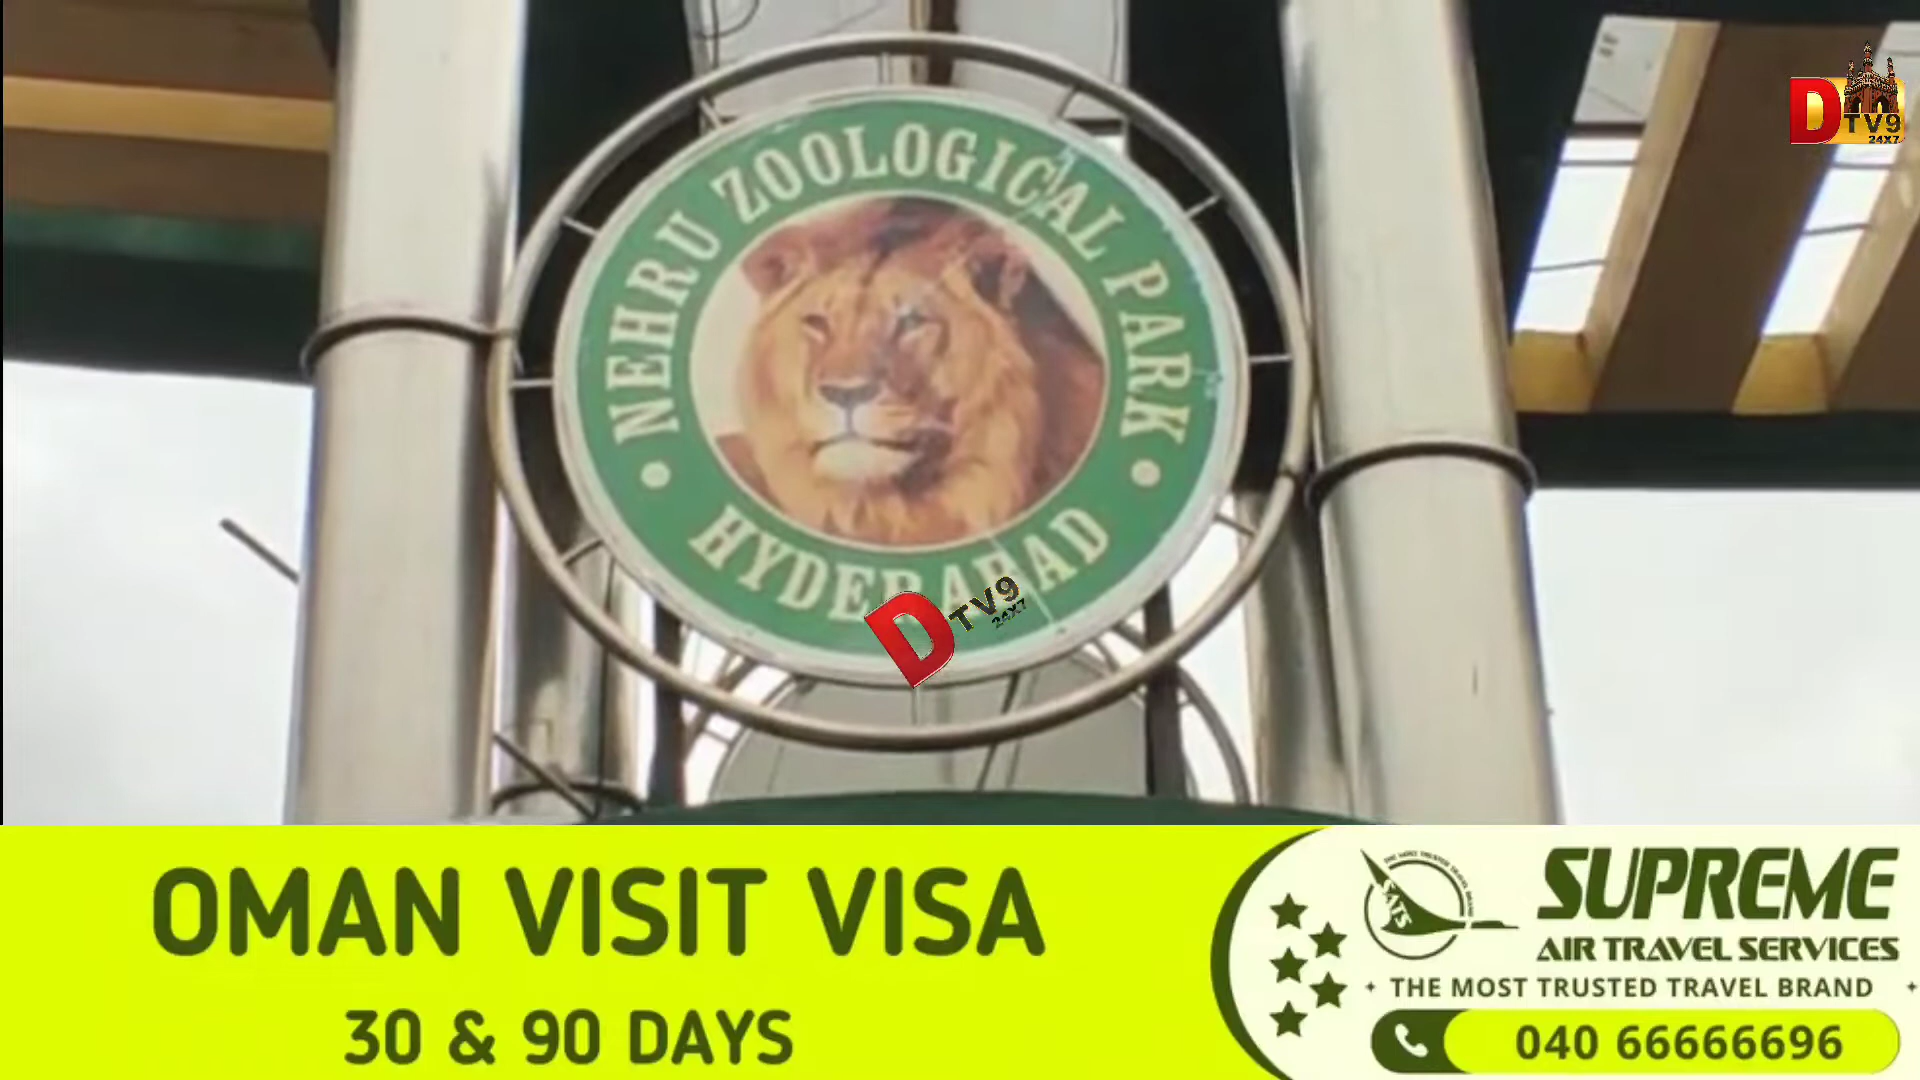 NEHRU ZOOLOGICAL PARK
HYDERABAD
DTV9
24X7
DTV9
24X7
OMAN VISIT VISA
30 & 90 DAYS
SATS
SUPREME
AIR TRAVEL SERVICES
THE MOST TRUSTED TRAVEL BRAND
040 66666696